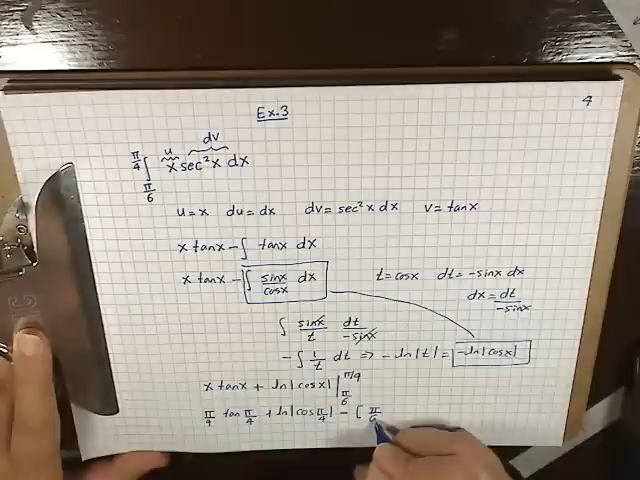 Ex.3
4
∫_{π/6}^{π/4} x sec²x dx
u dv
u = x du = dx dv = sec²x dx v = tanx
x tanx - ∫ tanx dx
x tanx - ∫ sinx/cosx dx t = cosx dt = -sinx dx
dx = dt/-sinx
∫ sinx/t dt/-sinx
- ∫ 1/t dt ⇒ - ln|t| = -ln|cosx|
x tanx + ln|cosx| |_{π/6}^{π/4}
π/4 tan π/4 + ln|cos π/4| - [ π/6